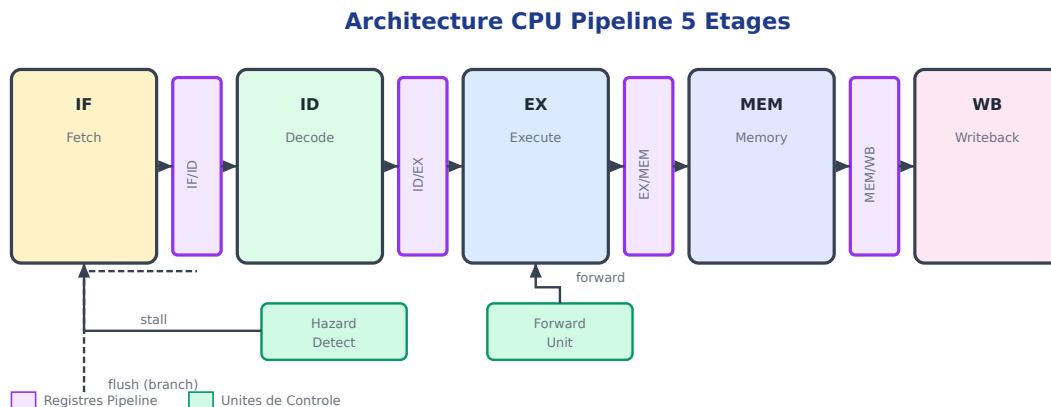 Architecture CPU Pipeline 5 Etages
IF
Fetch
IF/ID
ID
Decode
ID/EX
EX
Execute
EX/MEM
MEM
Memory
MEM/WB
WB
Writeback
forward
stall
Hazard
Detect
Forward
Unit
flush (branch)
Registres Pipeline
Unites de Controle